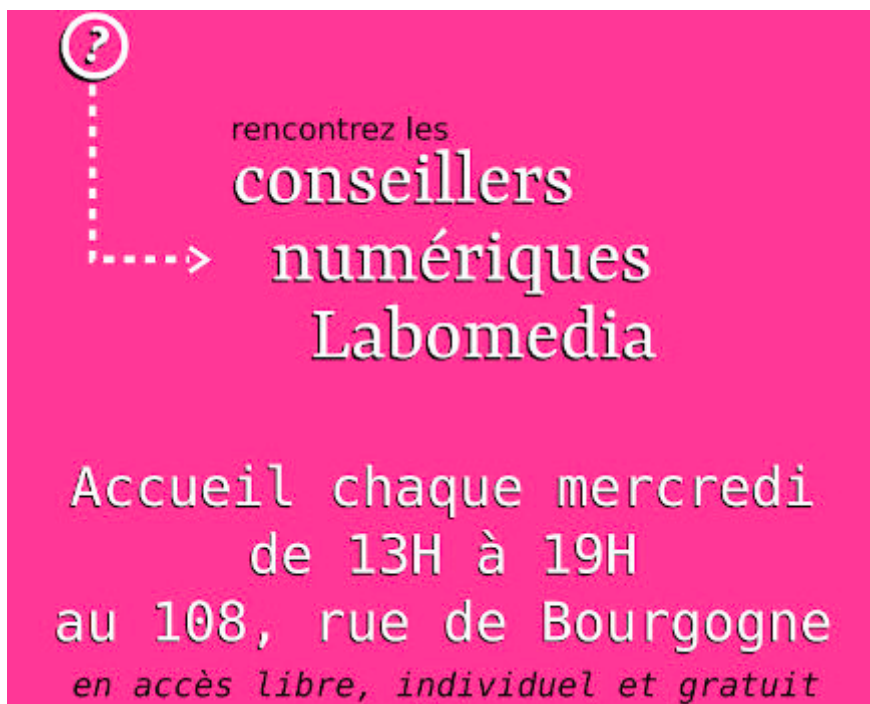 ?
rencontrez les
conseillers
numériques
Labomedia
Accueil chaque mercredi
de 13H à 19H
au 108, rue de Bourgogne
en accès libre, individuel et gratuit